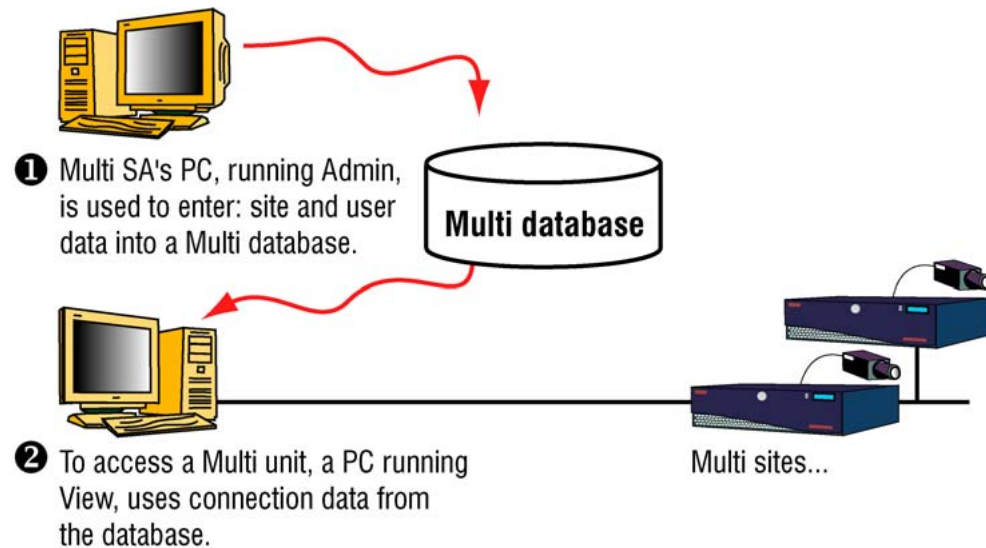 ❶ Multi SA's PC, running Admin,
is used to enter: site and user
data into a Multi database.
Multi database
❷ To access a Multi unit, a PC running
View, uses connection data from
the database.
Multi sites...